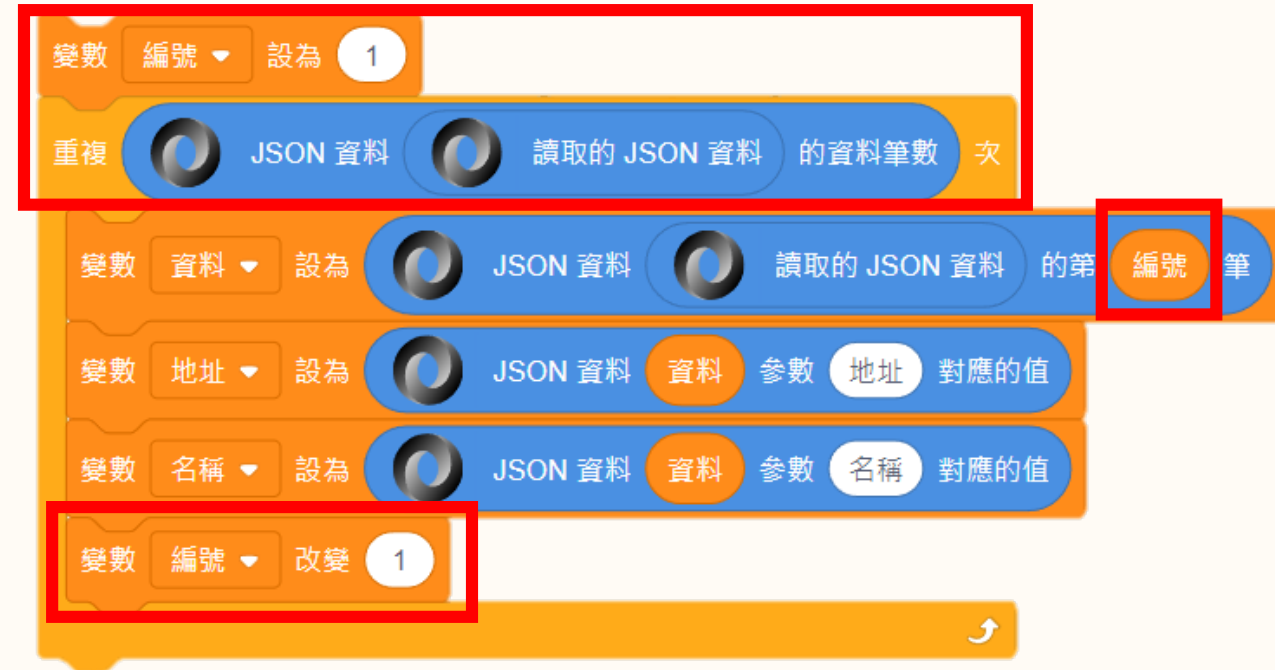 變數 編號 設為 1
重複 JSON 資料 讀取的 JSON 資料 的資料筆數 次
變數 資料 設為 JSON 資料 讀取的 JSON 資料 的第 編號 筆
變數 地址 設為 JSON 資料 資料 參數 地址 對應的值
變數 名稱 設為 JSON 資料 資料 參數 名稱 對應的值
變數 編號 改變 1